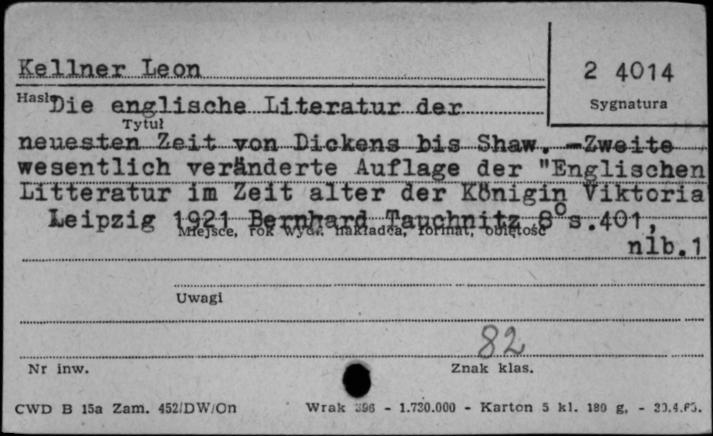 Kellner Leon
2 4014
Hasło
Sygnatura
Die englische Literatur der
Tytuł
neuesten Zeit von Dickens bis Shaw. -Zweite
wesentlich veränderte Auflage der "Englischen
Litteratur im Zeit alter der Königin Viktoria
Leipzig 1921 Bernhard Tauchnitz 8° s.401,
Miejsce, rok wyd. nakładca, format, objętość
nlb.1
Uwagi
82
Nr inw.
Znak klas.
CWD B 15a Zam. 452/DW/On Wrak 396 - 1.730.000 - Karton 5 kl. 180 g, -